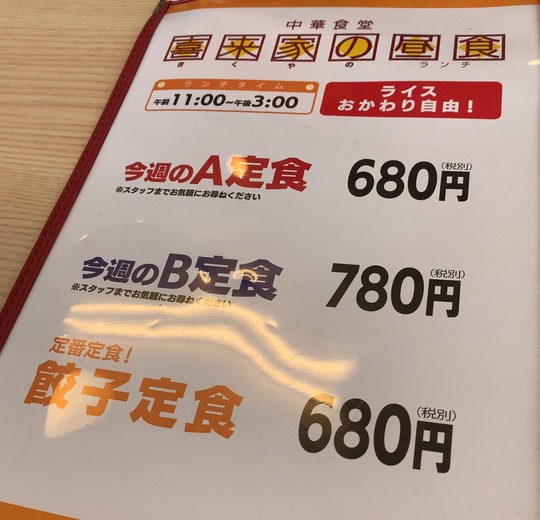 中華食堂
喜来家の昼食
きくやの ランチ
ランチタイム
午前11:00～午後3:00
ライス
おかわり自由!
今週のA定食 680円(税別)
※スタッフまでお気軽にお尋ねください
今週のB定食 780円(税別)
※スタッフまでお気軽にお尋ねください
定番定食!
餃子定食 680円(税別)